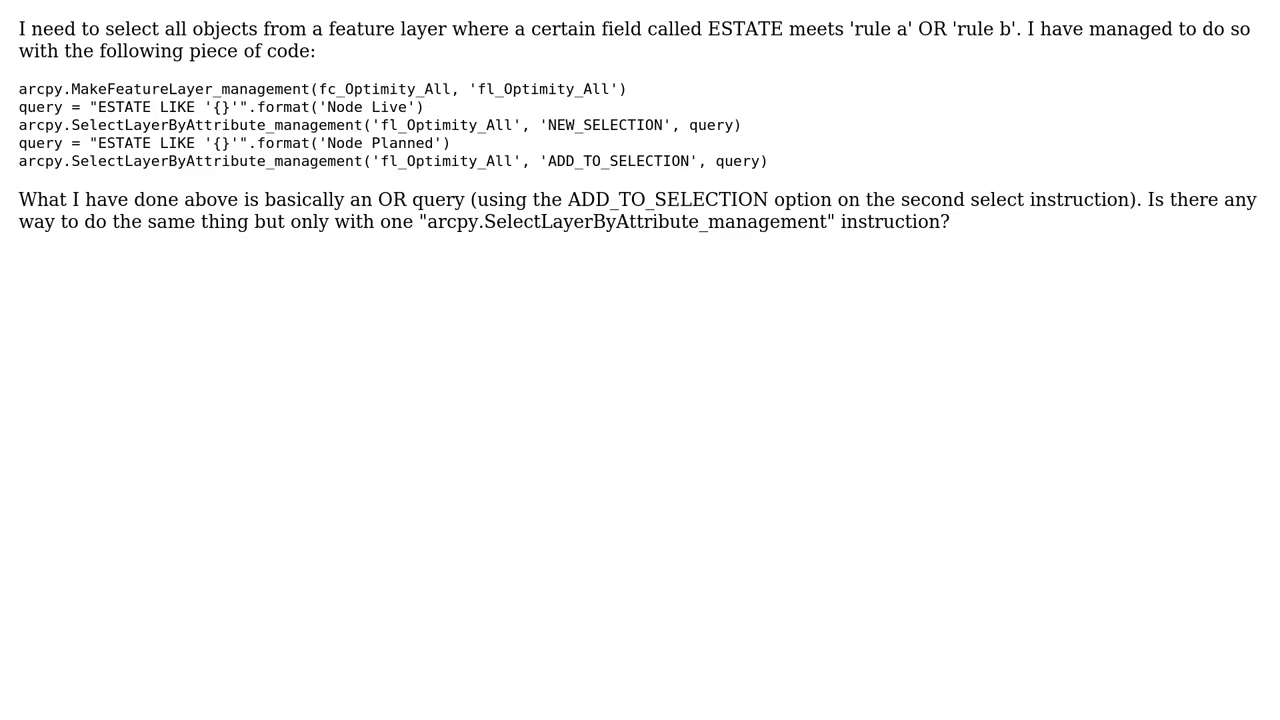 I need to select all objects from a feature layer where a certain field called ESTATE meets 'rule a' OR 'rule b'. I have managed to do so
with the following piece of code:
arcpy.MakeFeatureLayer_management(fc_Optimity_All, 'fl_Optimity_All')
query = "ESTATE LIKE '{}'".format('Node Live')
arcpy.SelectLayerByAttribute_management('fl_Optimity_All', 'NEW_SELECTION', query)
query = "ESTATE LIKE '{}'".format('Node Planned')
arcpy.SelectLayerByAttribute_management('fl_Optimity_All', 'ADD_TO_SELECTION', query)
What I have done above is basically an OR query (using the ADD_TO_SELECTION option on the second select instruction). Is there any
way to do the same thing but only with one "arcpy.SelectLayerByAttribute_management" instruction?